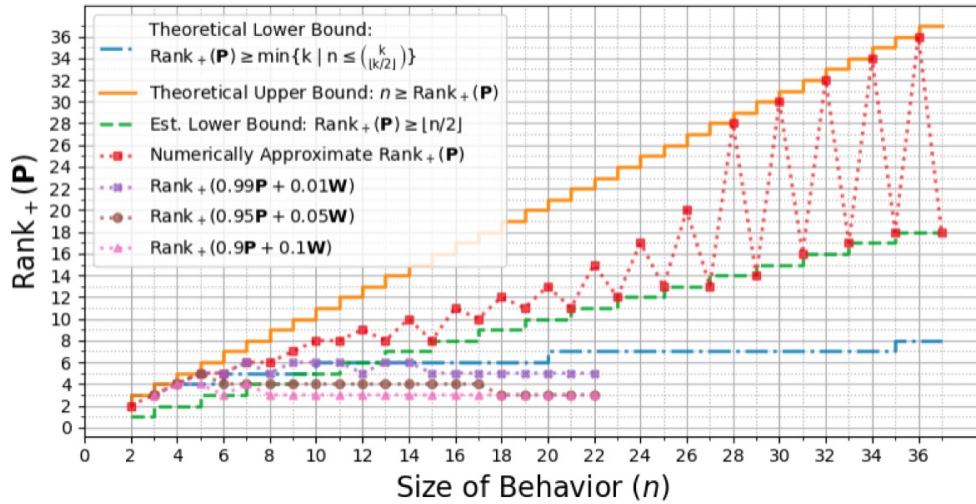 Theoretical Lower Bound:
Rank₊(P) ≥ min{k | n ≤ (k ⌊k/2⌋)}
Theoretical Upper Bound: n ≥ Rank₊(P)
Est. Lower Bound: Rank₊(P) ≥ ⌊n/2⌋
Numerically Approximate Rank₊(P)
Rank₊(0.99P + 0.01W)
Rank₊(0.95P + 0.05W)
Rank₊(0.9P + 0.1W)
Rank₊(P)
36
34
32
30
28
26
24
22
20
18
16
14
12
10
8
6
4
2
0
0 2 4 6 8 10 12 14 16 18 20 22 24 26 28 30 32 34 36
Size of Behavior (n)